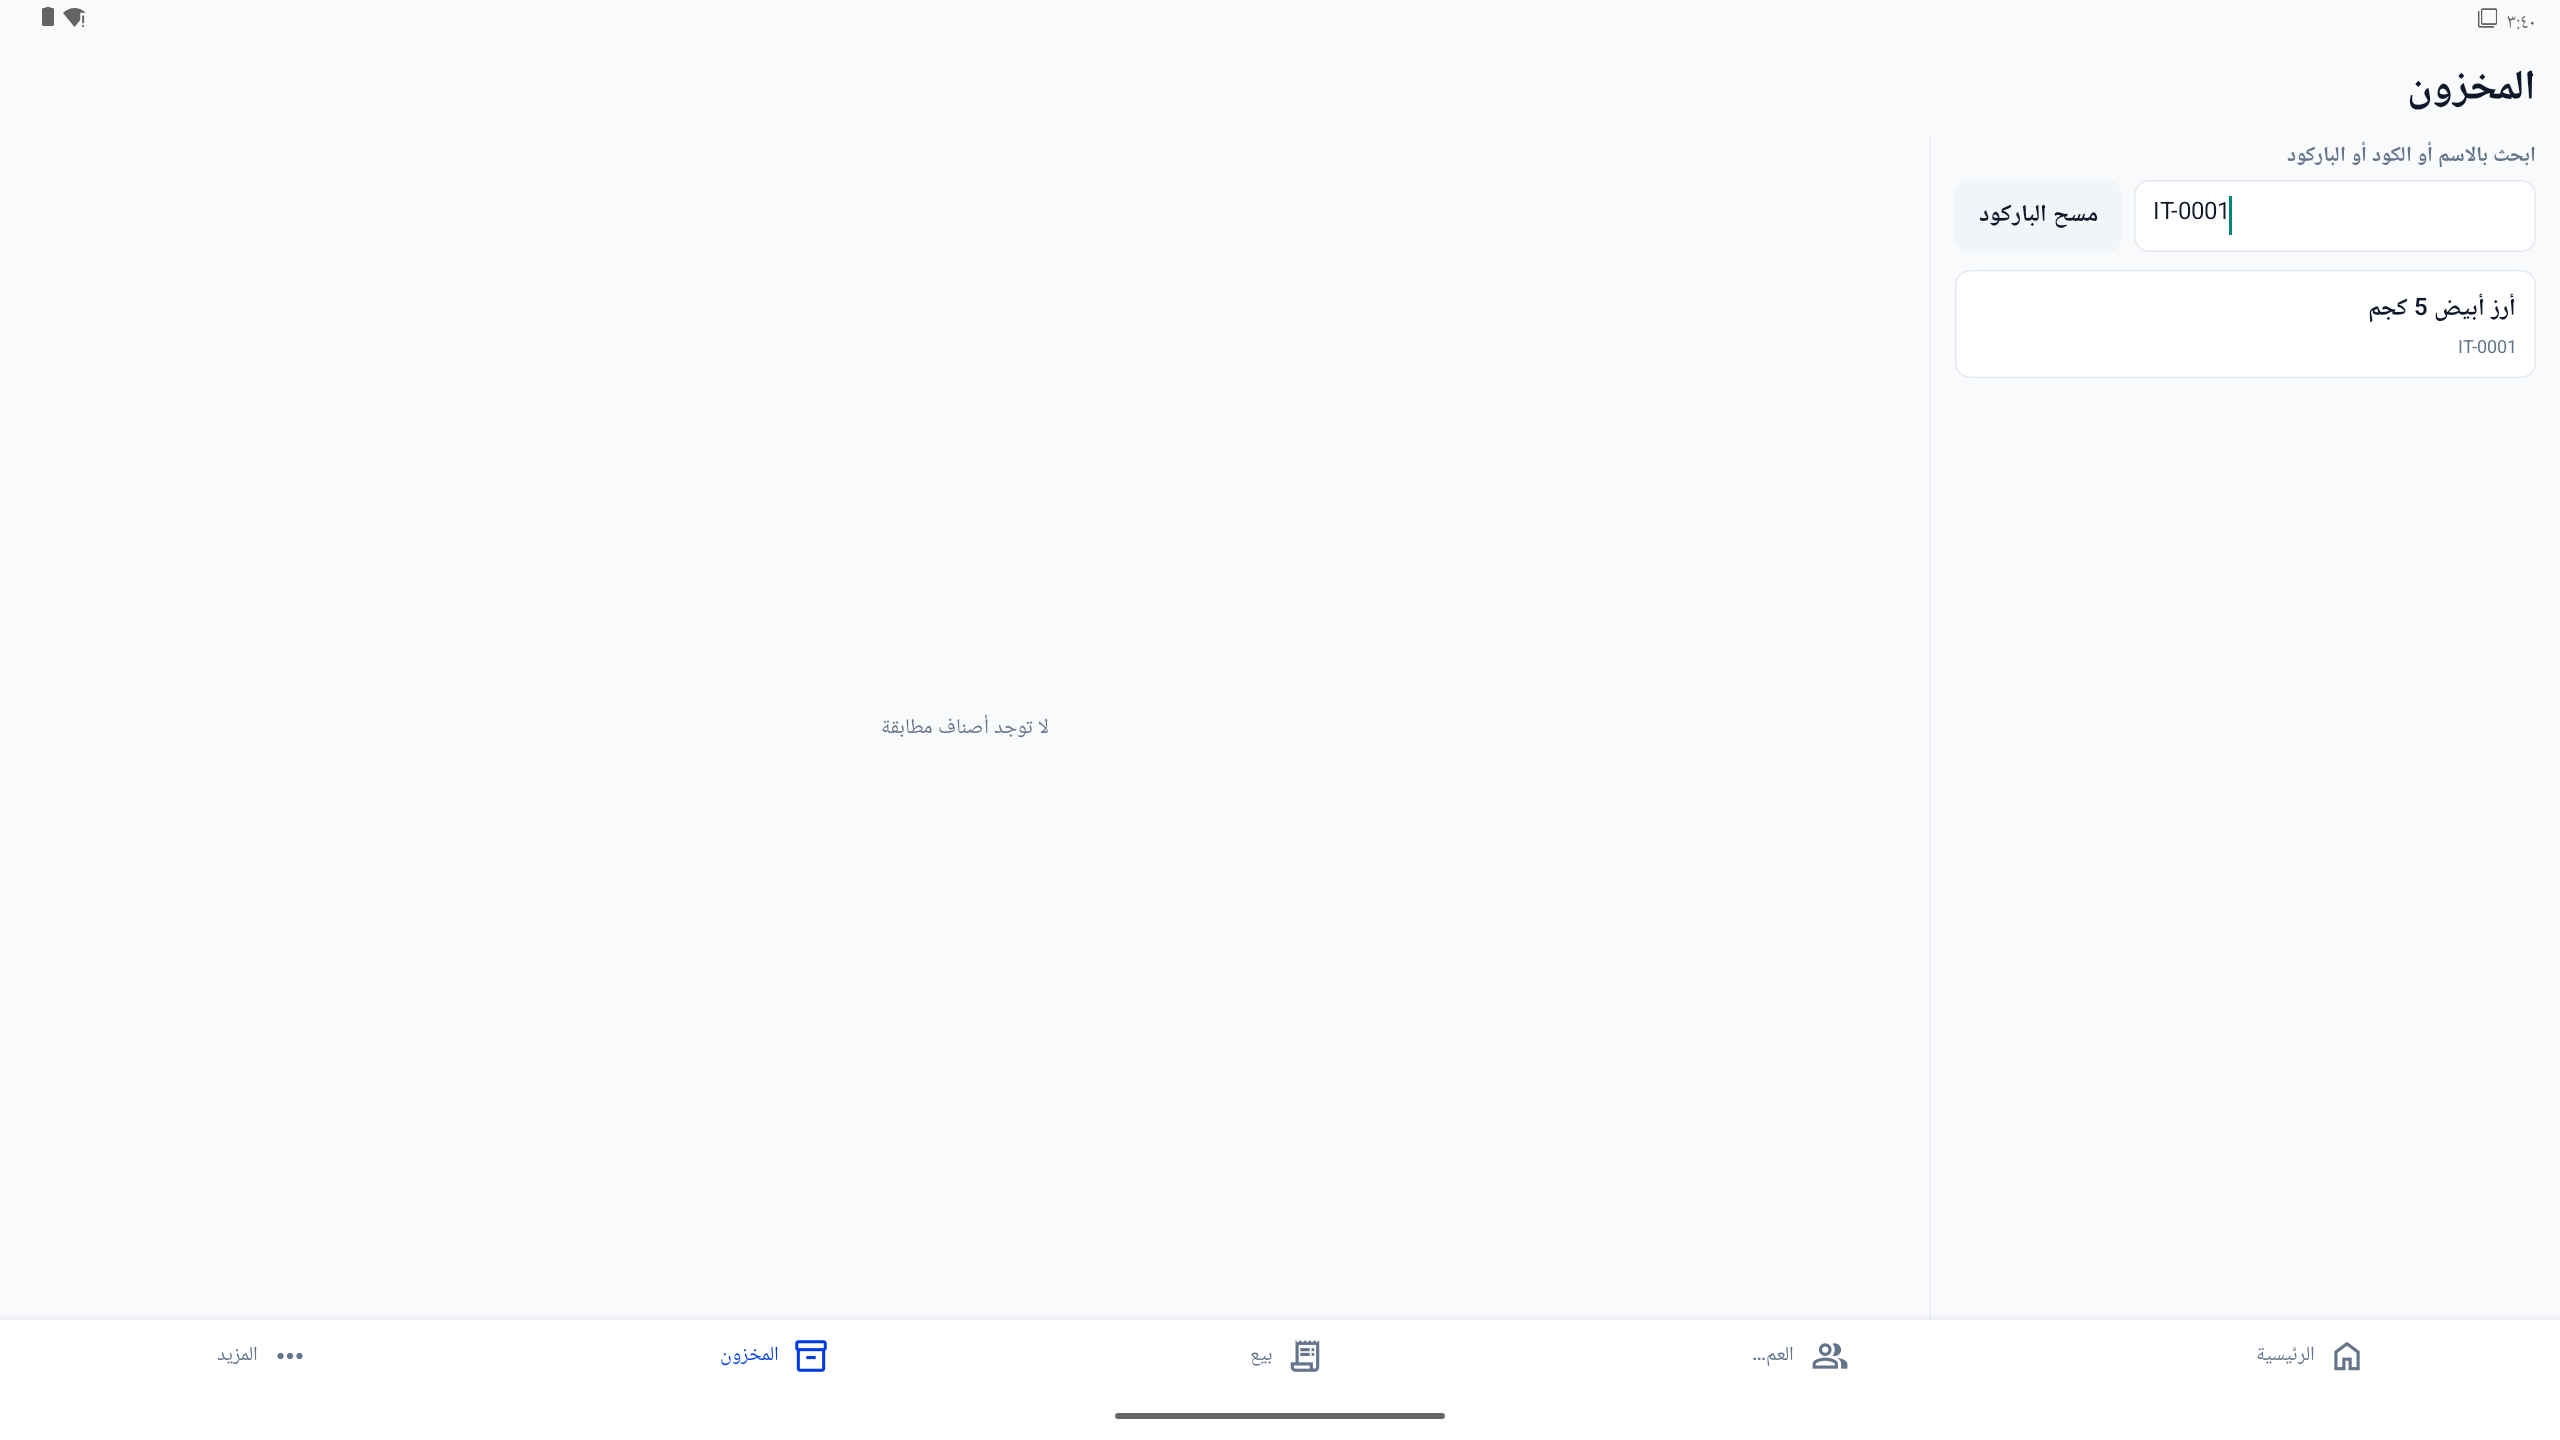 ٣:٤٠
المخزون
ابحث بالاسم أو الكود أو الباركود
IT-0001
مسح الباركود
أرز أبيض 5 كجم
IT-0001
لا توجد أصناف مطابقة
الرئيسية
العم...
بيع
المخزون
المزيد